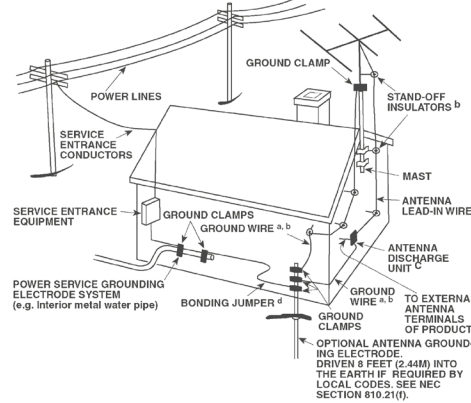 GROUND CLAMP
POWER LINES
STAND-OFF
INSULATORS b
SERVICE
ENTRANCE
CONDUCTORS
MAST
ANTENNA
LEAD-IN WIRE
SERVICE ENTRANCE
EQUIPMENT
GROUND CLAMPS
GROUND WIRE a, b
ANTENNA
DISCHARGE
UNIT C
POWER SERVICE GROUNDING
ELECTRODE SYSTEM
(e.g. Interior metal water pipe)
BONDING JUMPER d
GROUND
WIRE a, b
GROUND
CLAMPS
TO EXTERNA
ANTENNA
TERMINALS
OF PRODUCT
OPTIONAL ANTENNA GROUND-
ING ELECTRODE.
DRIVEN 8 FEET (2.44M) INTO
THE EARTH IF REQUIRED BY
LOCAL CODES. SEE NEC
SECTION 810.21(f).